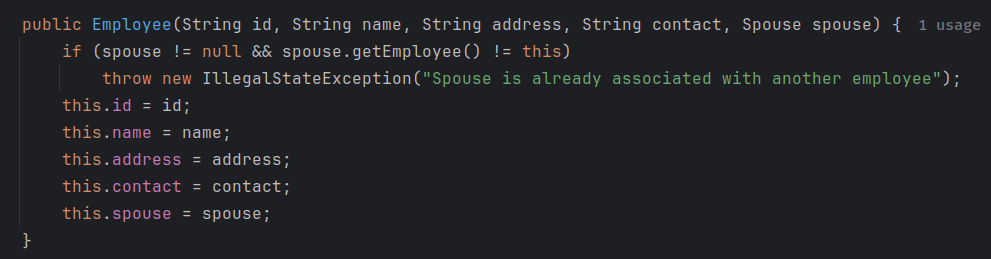 public Employee(String id, String name, String address, String contact, Spouse spouse) { 1 usage
    if (spouse != null && spouse.getEmployee() != this)
        throw new IllegalStateException("Spouse is already associated with another employee");
    this.id = id;
    this.name = name;
    this.address = address;
    this.contact = contact;
    this.spouse = spouse;
}